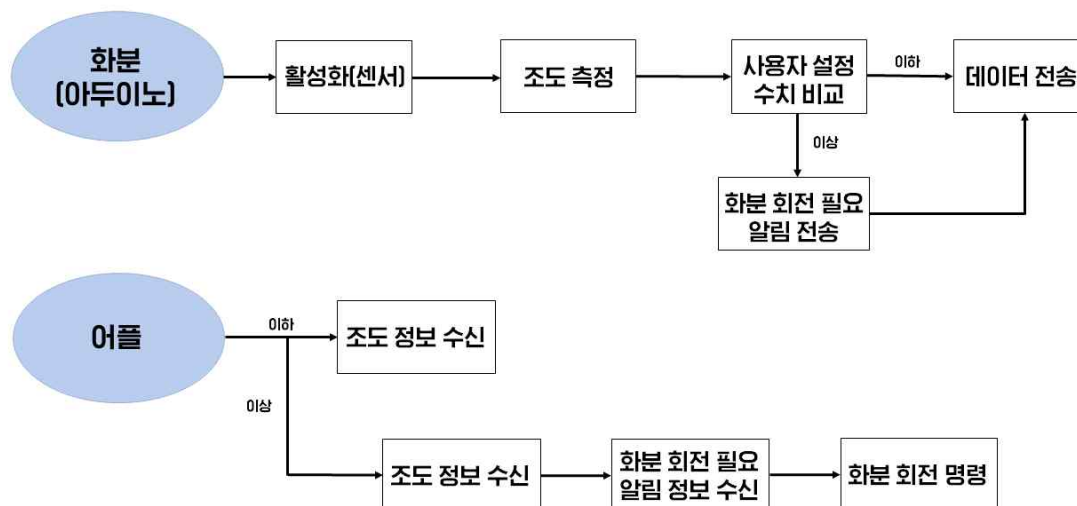 화분
(아두이노)
활성화(센서)
조도 측정
사용자 설정
수치 비교
이하
데이터 전송
이상
화분 회전 필요
알림 전송
어플
이하
조도 정보 수신
이상
조도 정보 수신
화분 회전 필요
알림 정보 수신
화분 회전 명령